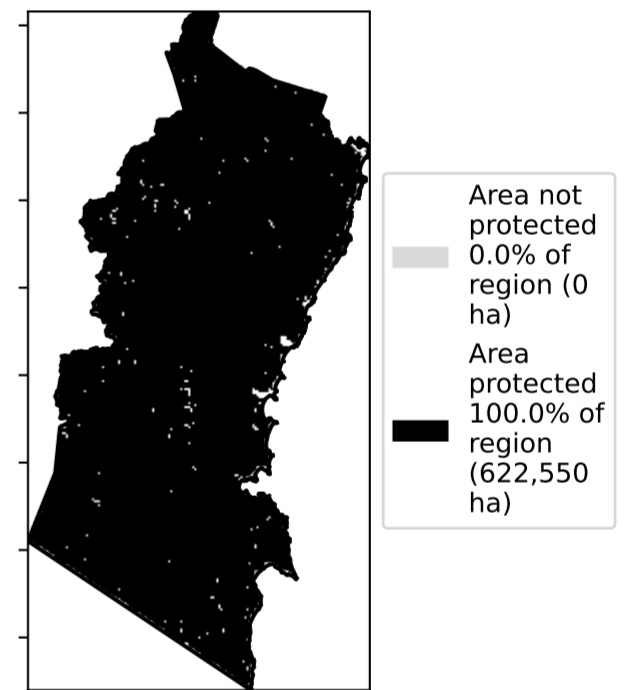 Area not
protected
0.0% of
region (0
ha)
Area
protected
100.0% of
region
(622,550
ha)